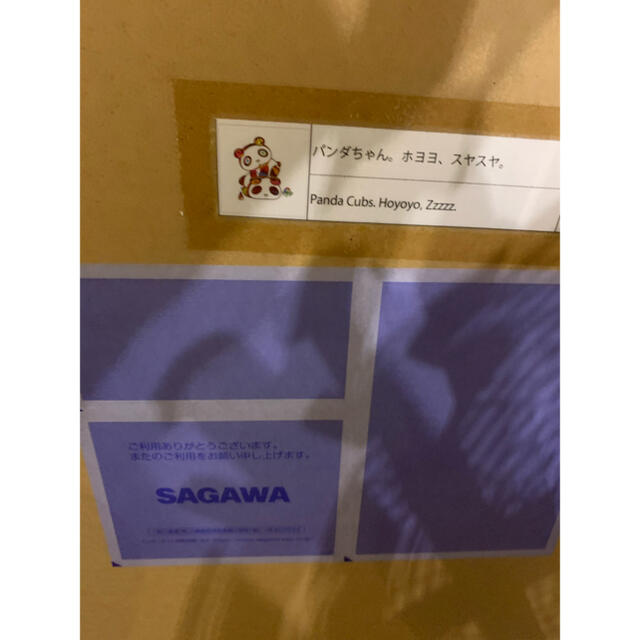 パンダちゃん。ホヨヨ、スヤスヤ。
Panda Cubs. Hoyoyo, Zzzzz.
ご利用ありがとうございます。
またのご利用をお願い申し上げます。
SAGAWA